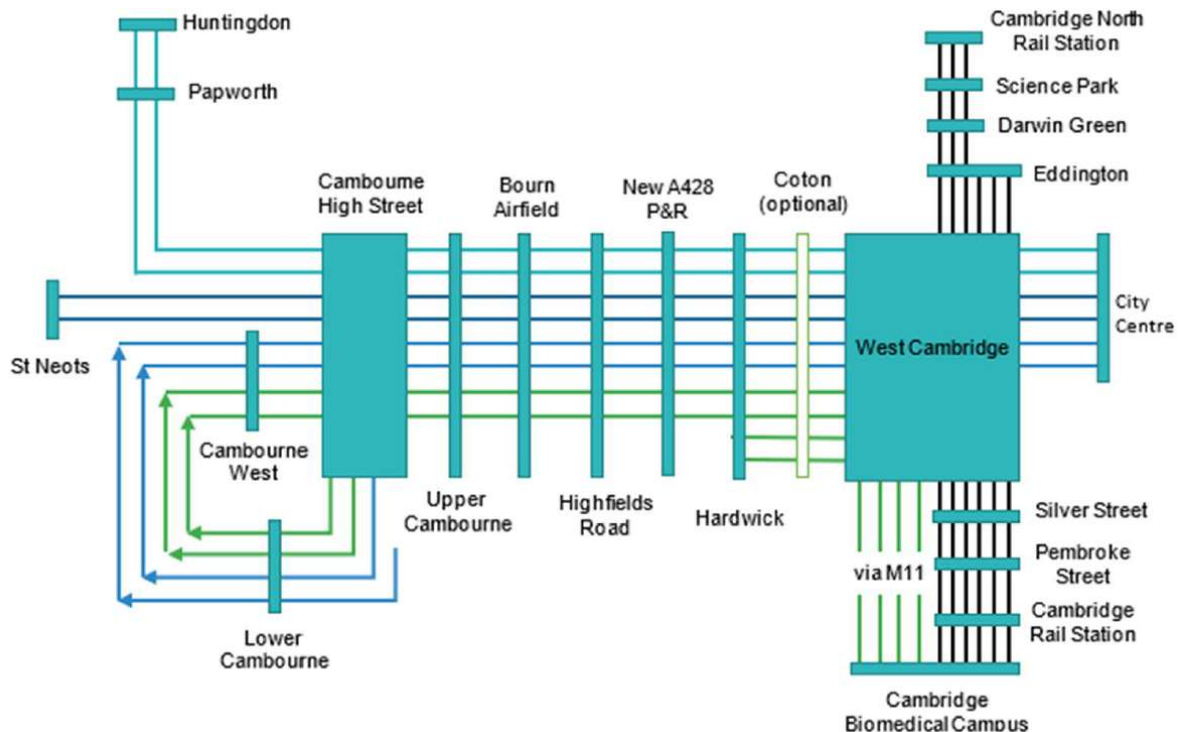 Huntingdon
Papworth
Cambridge North
Rail Station
Science Park
Darwin Green
Eddington
Cambourne
High Street
Bourn
Airfield
New A428
P&R
Coton
(optional)
City
Centre
West Cambridge
St Neots
Cambourne
West
Upper
Cambourne
Highfields
Road
Hardwick
Silver Street
Pembroke
Street
via M11
Cambridge
Rail Station
Lower
Cambourne
Cambridge
Biomedical Campus